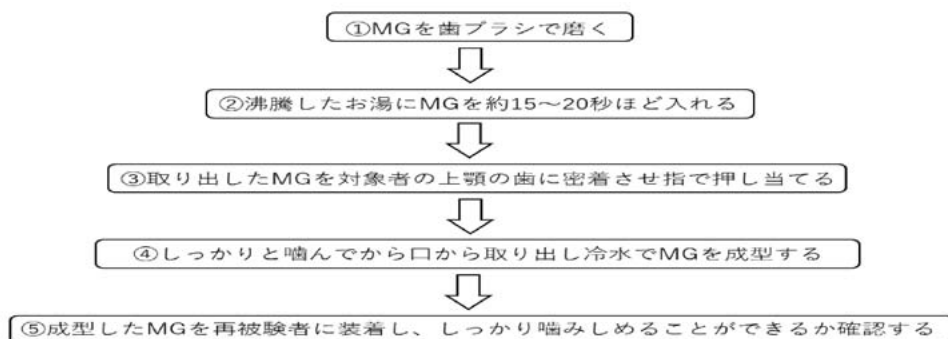 ①MGを歯ブラシで磨く
②沸騰したお湯にMGを約15～20秒ほど入れる
③取り出したMGを対象者の上顎の歯に密着させ指で押し当てる
④しっかりと噛んでから口から取り出し冷水でMGを成型する
⑤成型したMGを再被験者に装着し、しっかり噛みしめることができるか確認する